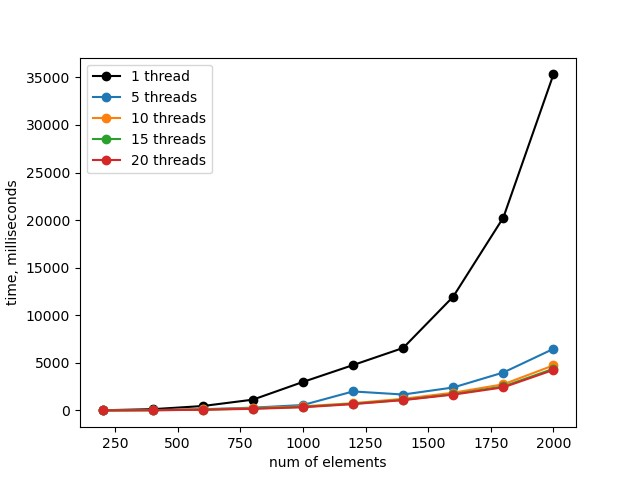 1 thread
5 threads
10 threads
15 threads
20 threads
35000
30000
25000
20000
15000
10000
5000
0
time, milliseconds
250 500 750 1000 1250 1500 1750 2000
num of elements